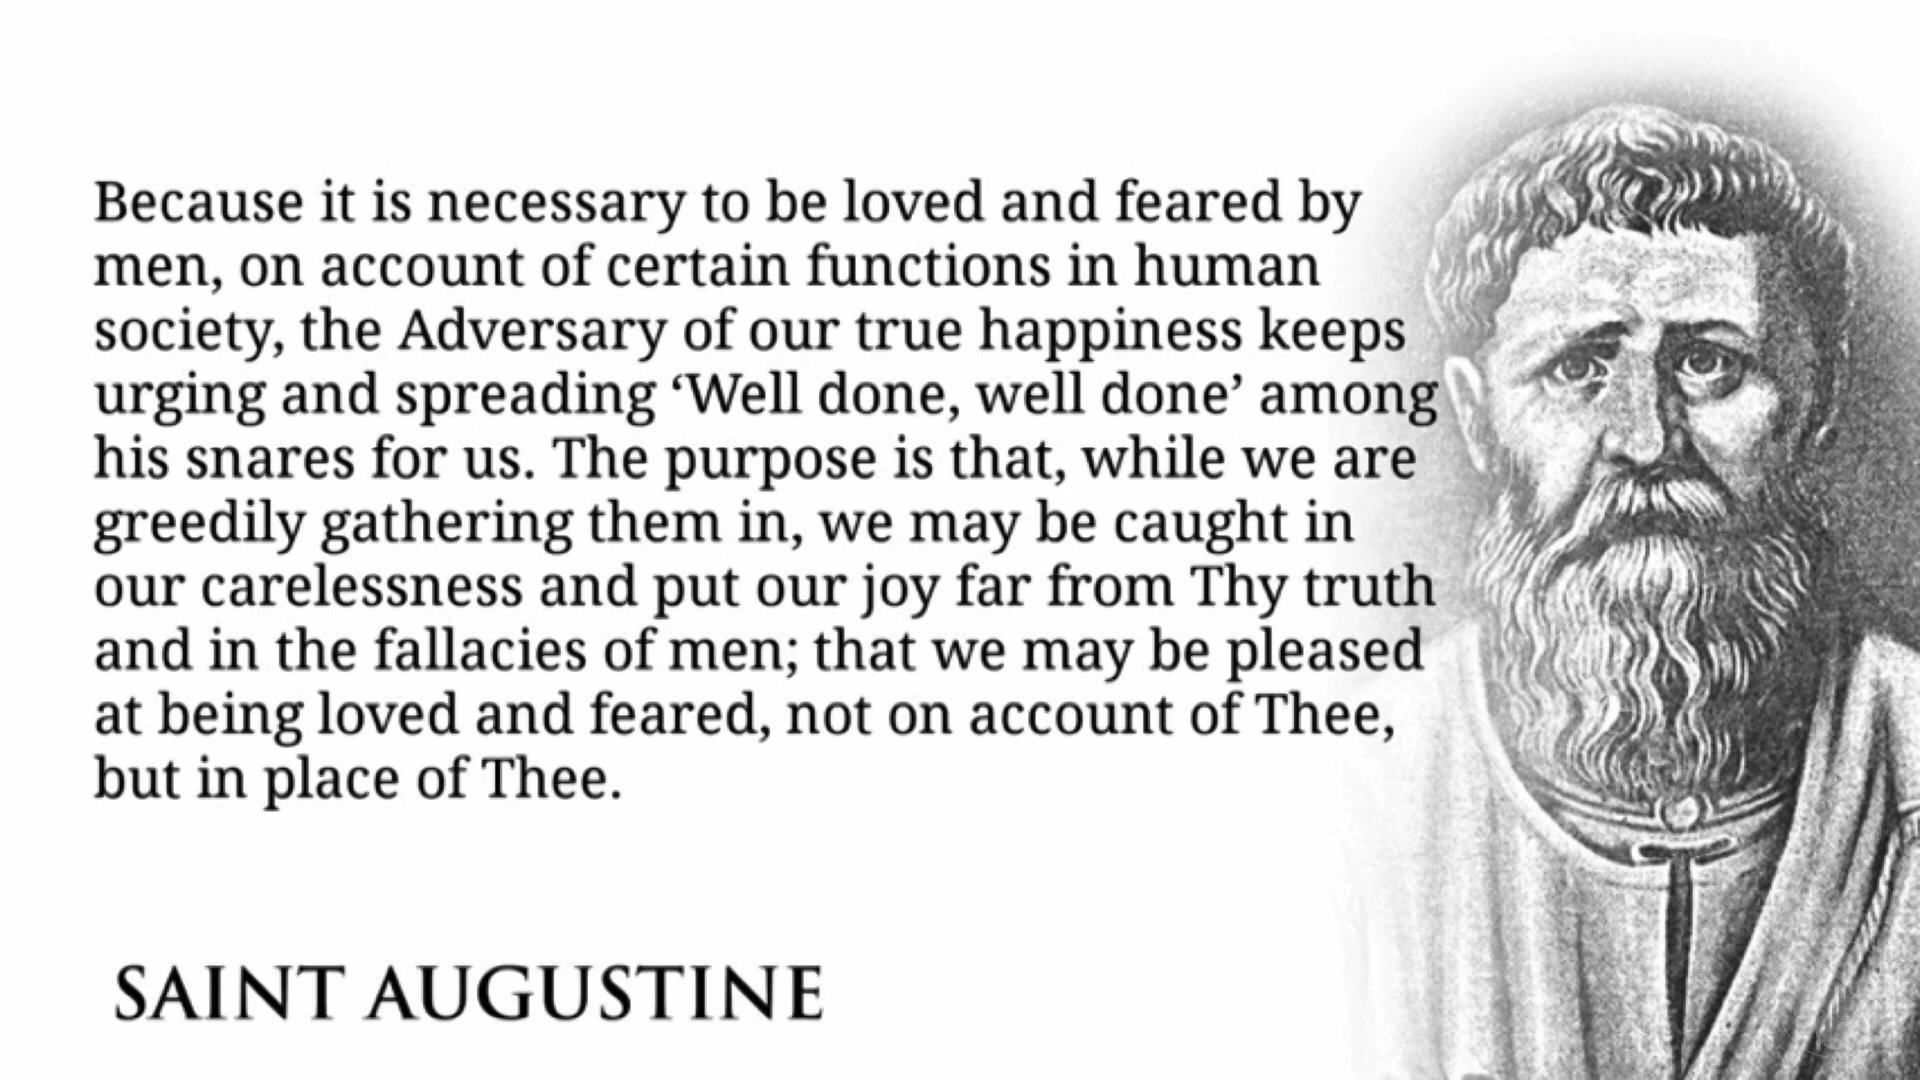 Because it is necessary to be loved and feared by
men, on account of certain functions in human
society, the Adversary of our true happiness keeps
urging and spreading ‘Well done, well done’ among
his snares for us. The purpose is that, while we are
greedily gathering them in, we may be caught in
our carelessness and put our joy far from Thy truth
and in the fallacies of men; that we may be pleased
at being loved and feared, not on account of Thee,
but in place of Thee.
SAINT AUGUSTINE